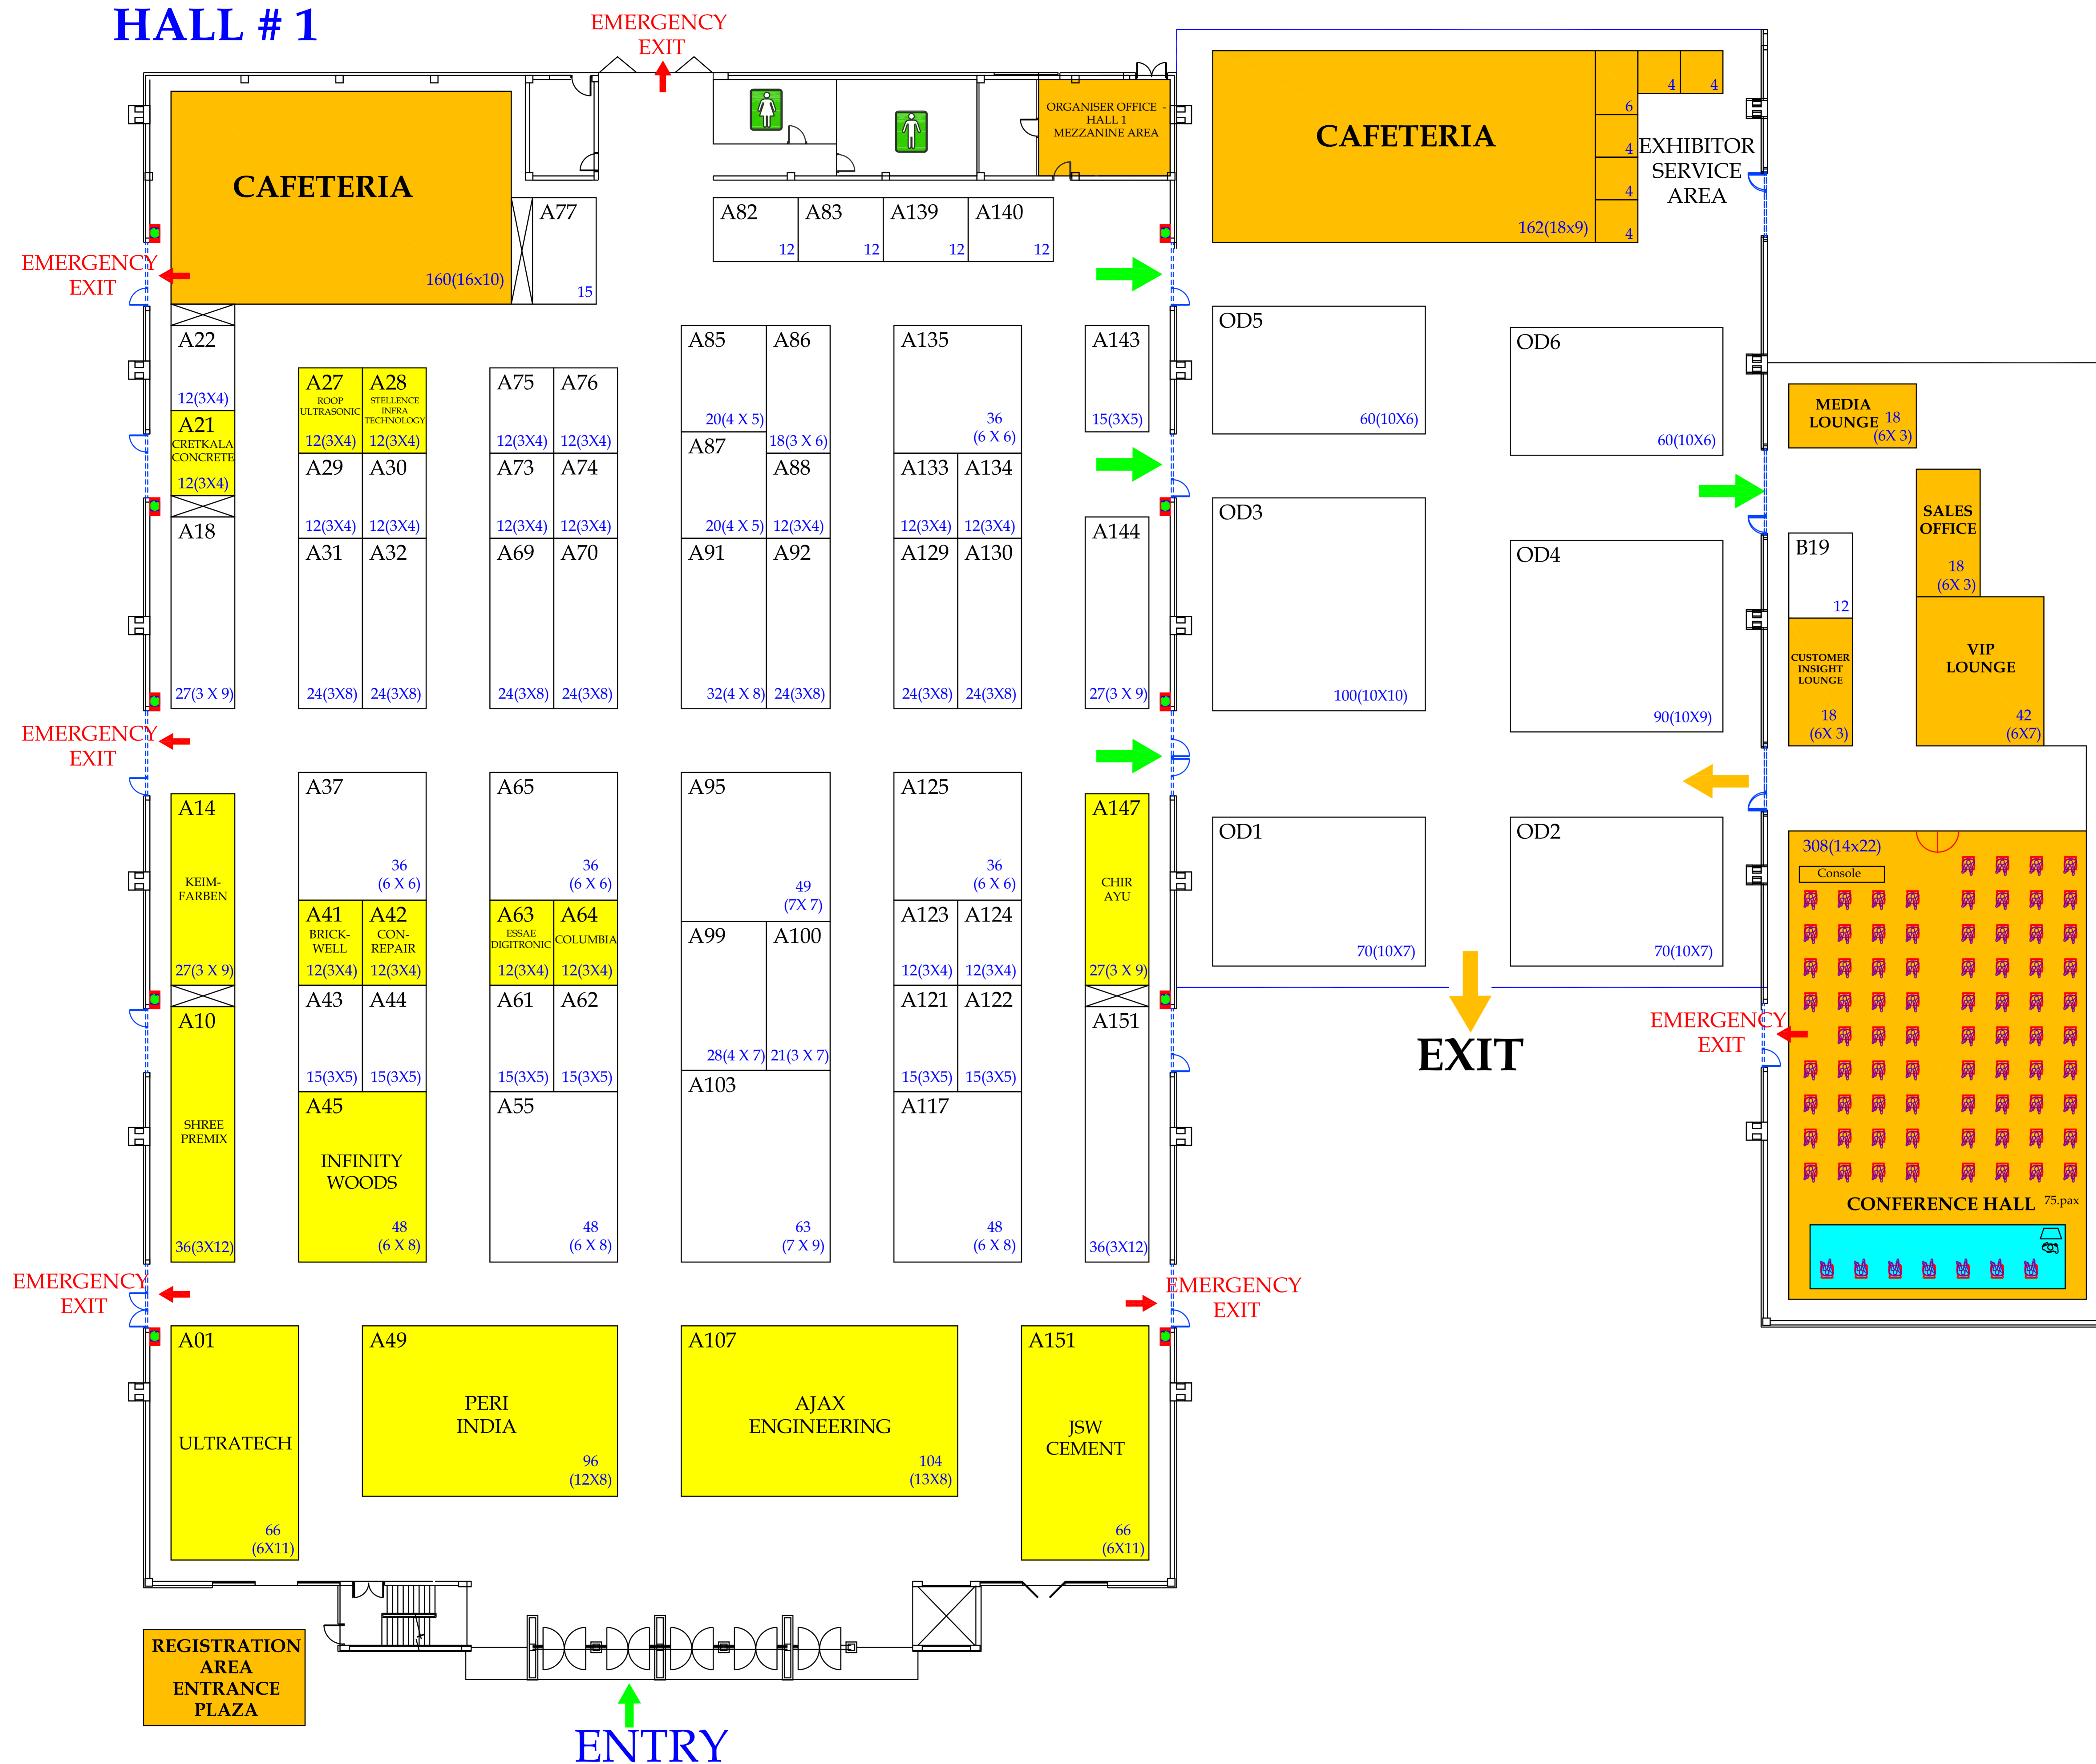 HALL # 1
EMERGENCY
EXIT
ORGANISER OFFICE -
HALL 1
MEZZANINE AREA
CAFETERIA
160(16x10)
A77
15
A82
12
A83
12
A139
12
A140
12
CAFETERIA
162(18x9)
6
4
4
4
4
4
EXHIBITOR
SERVICE
AREA
EMERGENCY
EXIT
A22
12(3X4)
A21
CRETKALA
CONCRETE
12(3X4)
A18
27(3 X 9)
A27
ROOP
ULTRASONIC
12(3X4)
A28
STELLENCE
INFRA
TECHNOLOGY
12(3X4)
A29
12(3X4)
A30
12(3X4)
A31
24(3X8)
A32
24(3X8)
A75
12(3X4)
A76
12(3X4)
A73
12(3X4)
A74
12(3X4)
A69
24(3X8)
A70
24(3X8)
A85
20(4 X 5)
A86
18(3 X 6)
A87
20(4 X 5)
A88
12(3X4)
A91
32(4 X 8)
A92
24(3X8)
A135
36
(6 X 6)
A133
12(3X4)
A134
12(3X4)
A129
24(3X8)
A130
24(3X8)
A143
15(3X5)
A144
27(3 X 9)
OD5
60(10X6)
OD6
60(10X6)
OD3
100(10X10)
OD4
90(10X9)
MEDIA
LOUNGE
18
(6X 3)
SALES
OFFICE
18
(6X 3)
B19
12
CUSTOMER
INSIGHT
LOUNGE
18
(6X 3)
VIP
LOUNGE
42
(6X7)
EMERGENCY
EXIT
A14
KEIM-
FARBEN
27(3 X 9)
A10
SHREE
PREMIX
36(3X12)
A37
36
(6 X 6)
A41
BRICK-
WELL
12(3X4)
A42
CON-
REPAIR
12(3X4)
A43
15(3X5)
A44
15(3X5)
A45
INFINITY
WOODS
48
(6 X 8)
A65
36
(6 X 6)
A63
ESSAE
DIGITRONIC
12(3X4)
A64
COLUMBIA
12(3X4)
A61
15(3X5)
A62
15(3X5)
A55
48
(6 X 8)
A95
49
(7X 7)
A99
28(4 X 7)
A100
21(3 X 7)
A103
63
(7 X 9)
A125
36
(6 X 6)
A123
12(3X4)
A124
12(3X4)
A121
15(3X5)
A122
15(3X5)
A117
48
(6 X 8)
A147
CHIR
AYU
27(3 X 9)
A151
36(3X12)
OD1
70(10X7)
OD2
70(10X7)
EXIT
EMERGENCY
EXIT
308(14x22)
Console
CONFERENCE HALL
75.pax
EMERGENCY
EXIT
EMERGENCY
EXIT
A01
ULTRATECH
66
(6X11)
A49
PERI
INDIA
96
(12X8)
A107
AJAX
ENGINEERING
104
(13X8)
A151
JSW
CEMENT
66
(6X11)
REGISTRATION
AREA
ENTRANCE
PLAZA
ENTRY